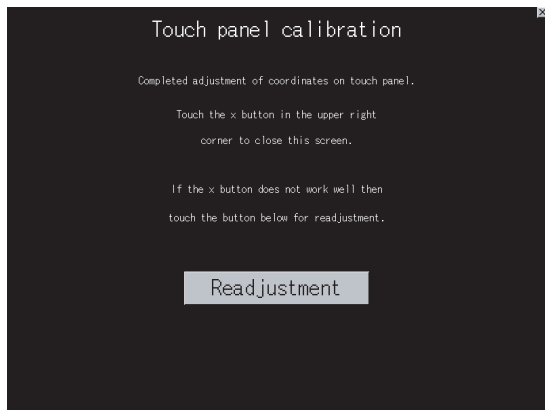 Touch panel calibration
Completed adjustment of coordinates on touch panel.
Touch the x button in the upper right
corner to close this screen.
If the x button does not work well then
touch the button below for readjustment.
Readjustment